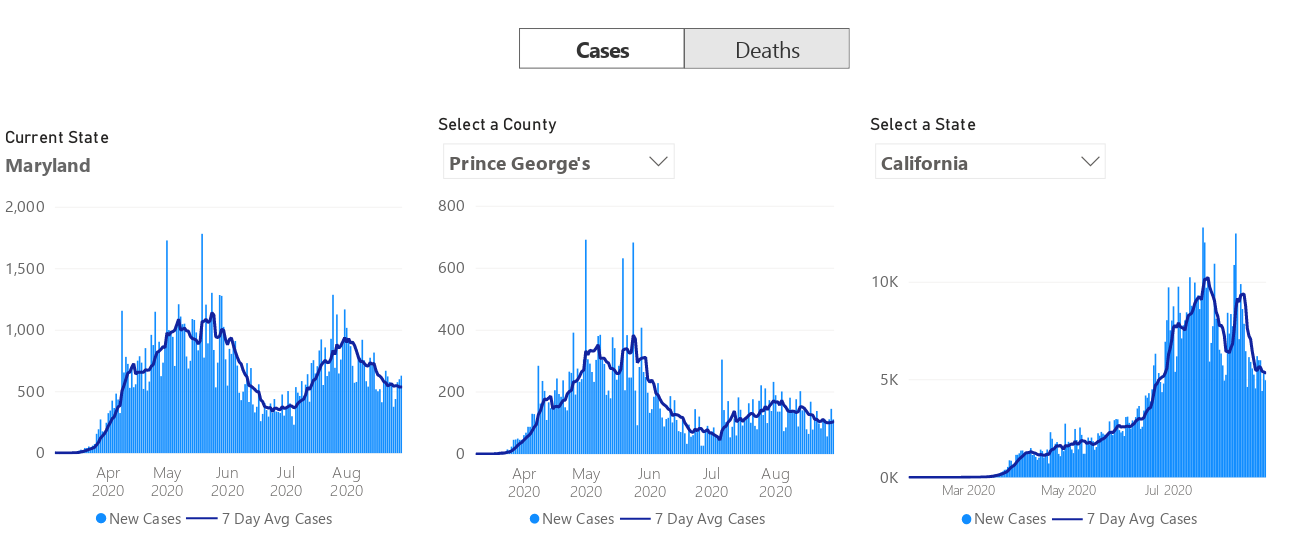 Cases Deaths
Current State
Maryland
2,000
1,500
1,000
500
0
Apr 2020
May 2020
Jun 2020
Jul 2020
Aug 2020
New Cases 7 Day Avg Cases
Select a County
Prince George's
800
600
400
200
0
Apr 2020
May 2020
Jun 2020
Jul 2020
Aug 2020
New Cases 7 Day Avg Cases
Select a State
California
10K
5K
0K
Mar 2020 May 2020 Jul 2020
New Cases 7 Day Avg Cases